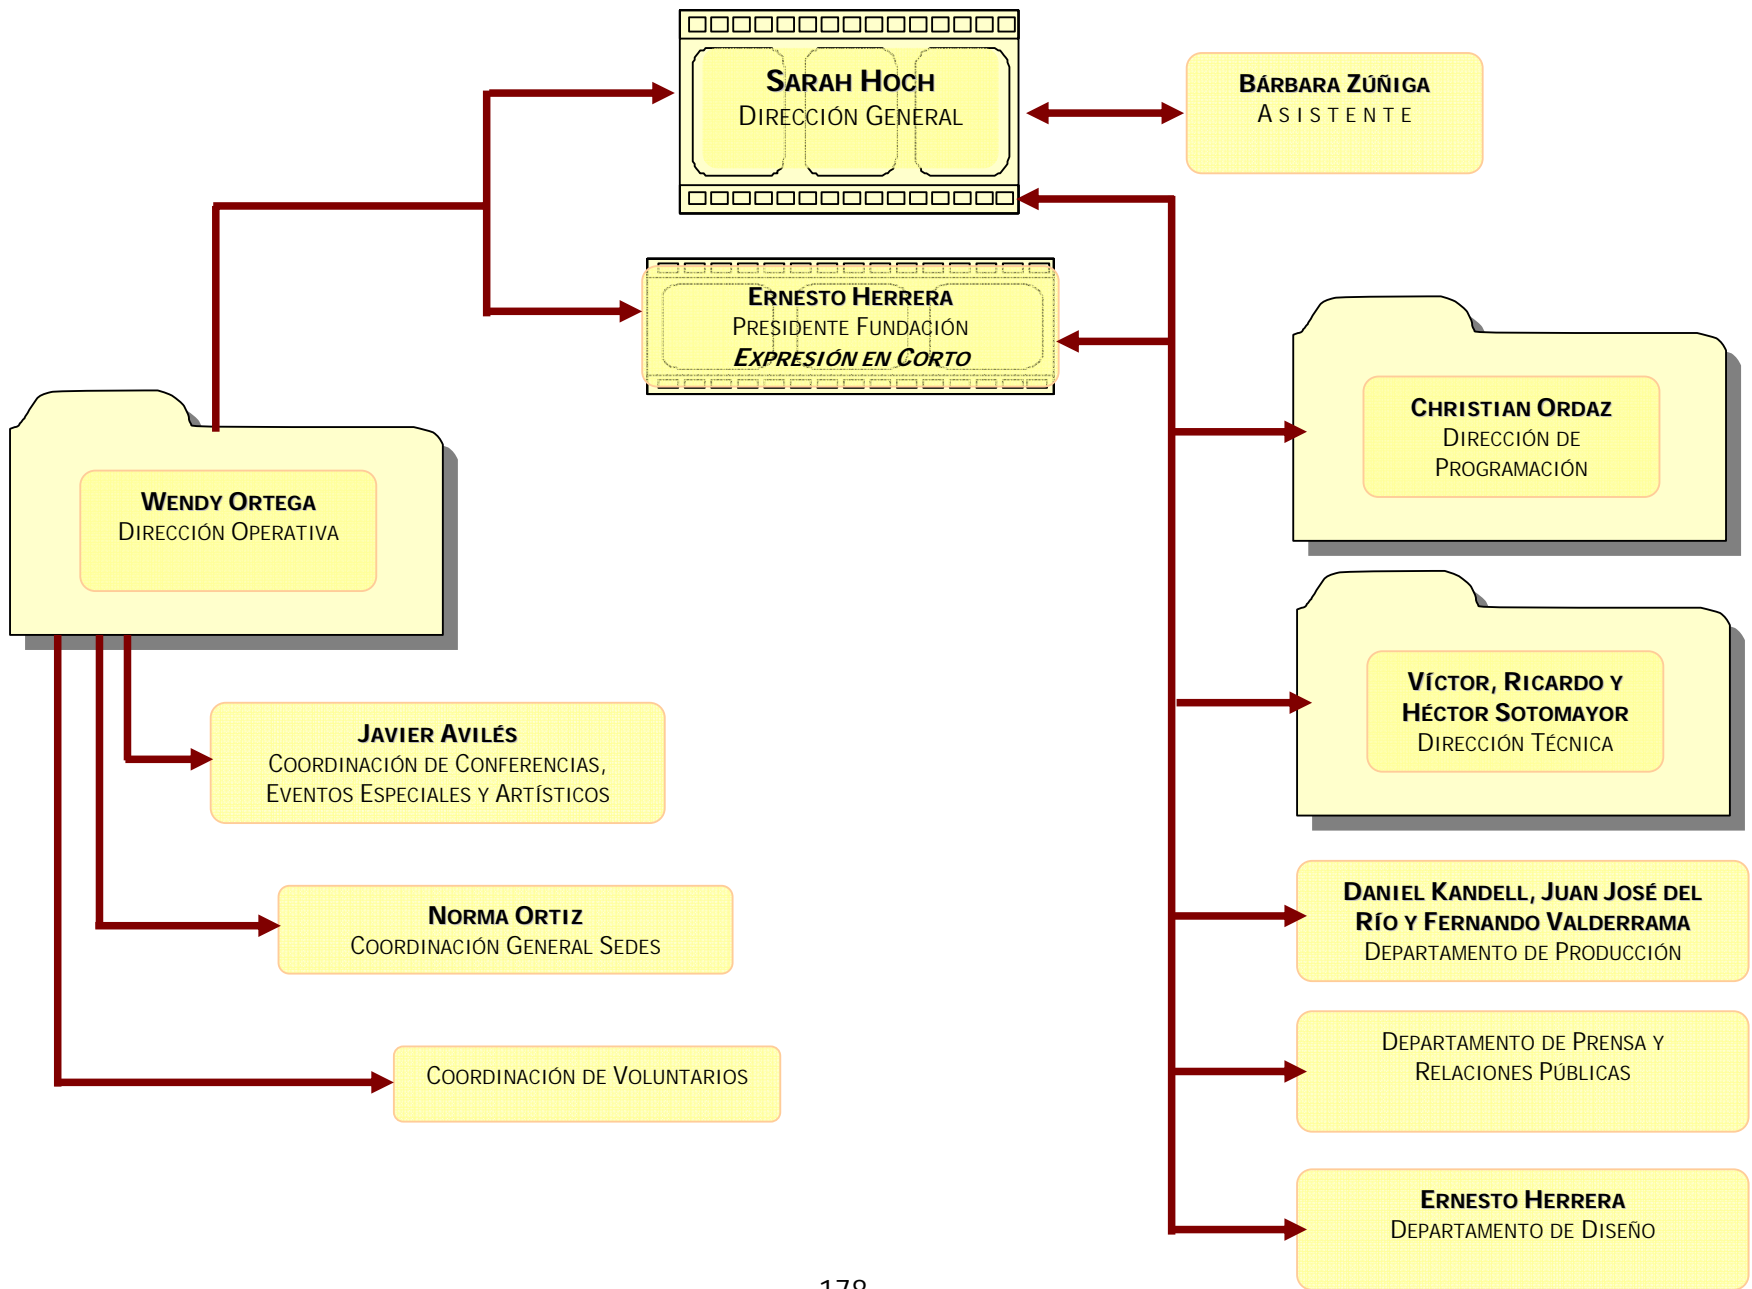 Sarah Hoch
Dirección General
Bárbara Zúñiga
Asistente
Ernesto Herrera
Presidente Fundación
Expresión en Corto
Christian Ordaz
Dirección de
Programación
Wendy Ortega
Dirección Operativa
Víctor, Ricardo y
Héctor Sotomayor
Dirección Técnica
Javier Avilés
Coordinación de Conferencias,
Eventos Especiales y Artísticos
Norma Ortiz
Coordinación General Sedes
Coordinación de Voluntarios
Daniel Kandell, Juan José del
Río y Fernando Valderrama
Departamento de Producción
Departamento de Prensa y
Relaciones Públicas
Ernesto Herrera
Departamento de Diseño
178